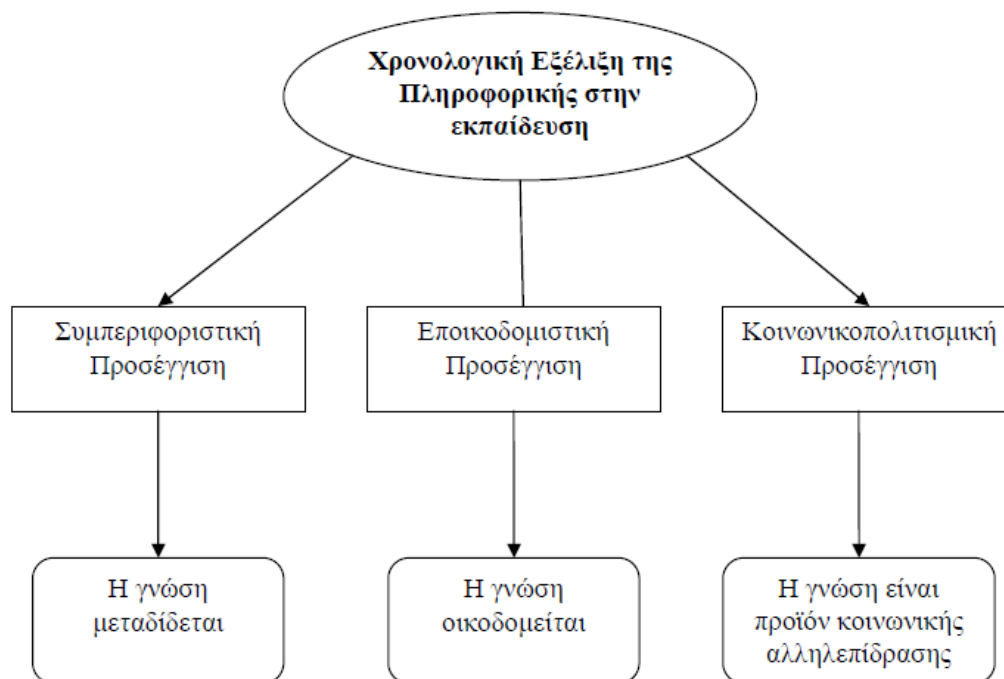 Χρονολογική Εξέλιξη της
Πληροφορικής στην
εκπαίδευση
Συμπεριφοριστική
Προσέγγιση
Εποικοδομιστική
Προσέγγιση
Κοινωνικοπολιτισμική
Προσέγγιση
Η γνώση
μεταδίδεται
Η γνώση
οικοδομείται
Η γνώση είναι
προϊόν κοινωνικής
αλληλεπίδρασης